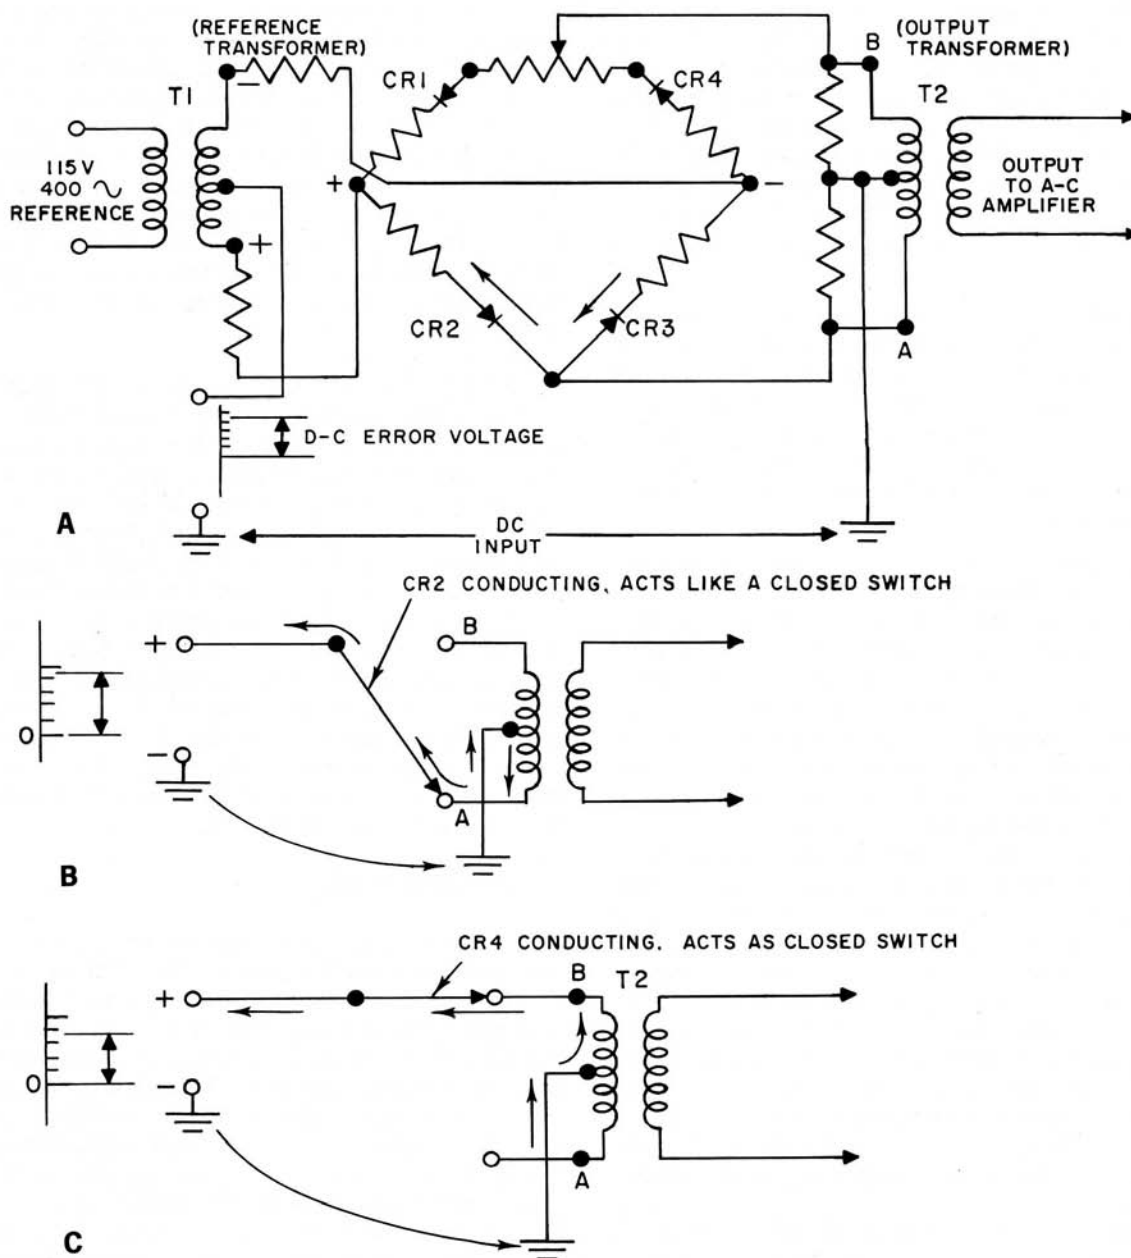 (REFERENCE
TRANSFORMER)
(OUTPUT
TRANSFORMER)
T1
−
CR1
CR4
B
T2
115V
400 ∿
REFERENCE
+
−
OUTPUT
TO A-C
AMPLIFIER
+
CR2
CR3
A
D-C ERROR VOLTAGE
A
DC
INPUT
CR2 CONDUCTING, ACTS LIKE A CLOSED SWITCH
B
+
0
−
A
B
CR4 CONDUCTING, ACTS AS CLOSED SWITCH
B
T2
+
0
−
A
C